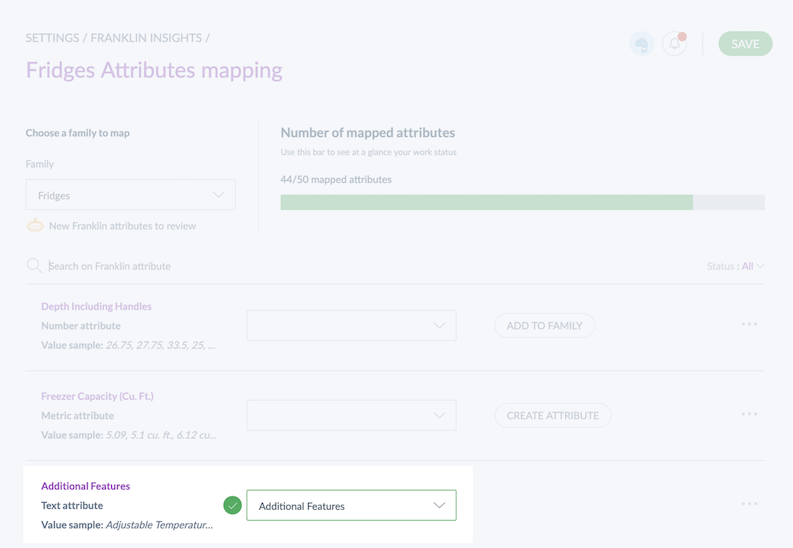 SETTINGS / FRANKLIN INSIGHTS /
SAVE
Fridges Attributes mapping
Choose a family to map
Number of mapped attributes
Use this bar to see at a glance your work status
Family
44/50 mapped attributes
Fridges
New Franklin attributes to review
Search on Franklin attribute
Status : All
Depth Including Handles
Number attribute
ADD TO FAMILY
Value sample: 26.75, 27.75, 33.5, 25, ...
Freezer Capacity (Cu. Ft.)
Metric attribute
CREATE ATTRIBUTE
Value sample: 5.09, 5.1 cu. ft., 6.12 cu...
Additional Features
Text attribute
Additional Features
Value sample: Adjustable Temperatur...